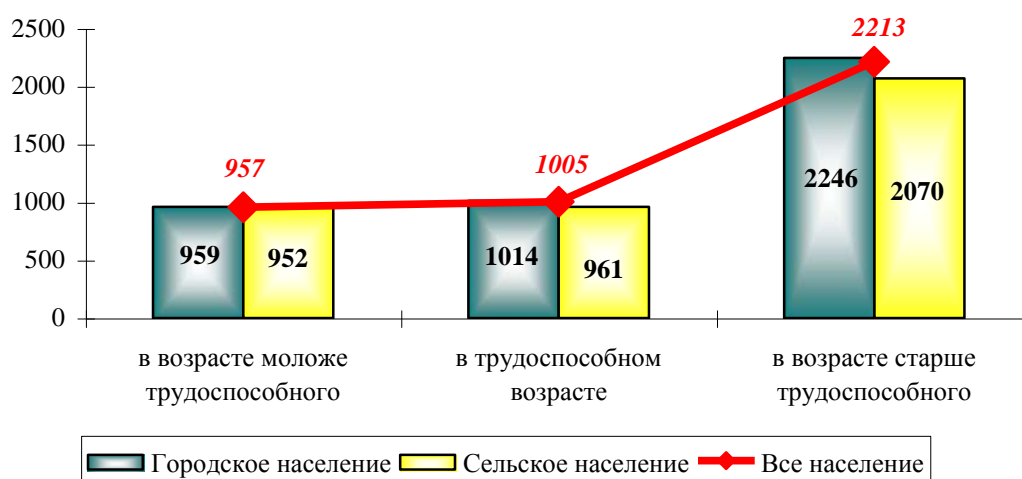 2500
2000
1500
1000
500
0
957
1005
2213
959
952
1014
961
2246
2070
в возрасте моложе
трудоспособного
в трудоспособном
возрасте
в возрасте старше
трудоспособного
Городское население
Сельское население
Все население